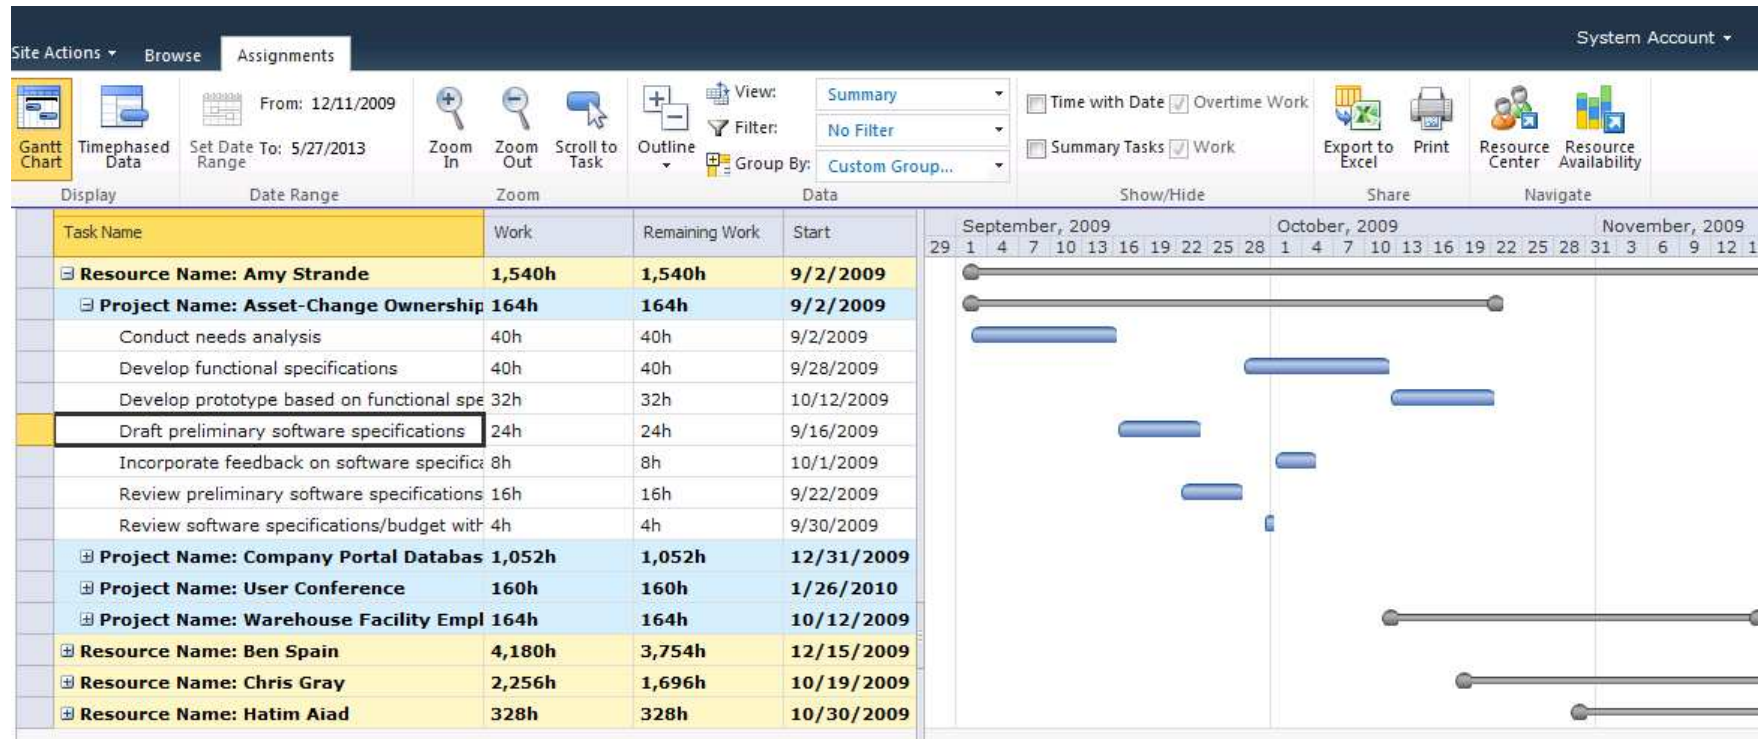 System Account
Site Actions Browse Assignments
From: 12/11/2009
To: 5/27/2013
Gantt Chart
Timephased Data
Set Date Range
Zoom In
Zoom Out
Scroll to Task
Outline
View: Summary
Filter: No Filter
Group By: Custom Group...
Time with Date Overtime Work
Summary Tasks Work
Export to Excel
Print
Resource Center
Resource Availability
Display Date Range Zoom Data Show/Hide Share Navigate
Task Name Work Remaining Work Start
September, 2009 October, 2009 November, 2009
29 1 4 7 10 13 16 19 22 25 28 1 4 7 10 13 16 19 22 25 28 31 3 6 9 12 1
Resource Name: Amy Strande 1,540h 1,540h 9/2/2009
Project Name: Asset-Change Ownership 164h 164h 9/2/2009
Conduct needs analysis 40h 40h 9/2/2009
Develop functional specifications 40h 40h 9/28/2009
Develop prototype based on functional spe 32h 32h 10/12/2009
Draft preliminary software specifications 24h 24h 9/16/2009
Incorporate feedback on software specifica 8h 8h 10/1/2009
Review preliminary software specifications 16h 16h 9/22/2009
Review software specifications/budget with 4h 4h 9/30/2009
Project Name: Company Portal Databas 1,052h 1,052h 12/31/2009
Project Name: User Conference 160h 160h 1/26/2010
Project Name: Warehouse Facility Empl 164h 164h 10/12/2009
Resource Name: Ben Spain 4,180h 3,754h 12/15/2009
Resource Name: Chris Gray 2,256h 1,696h 10/19/2009
Resource Name: Hatim Aiad 328h 328h 10/30/2009